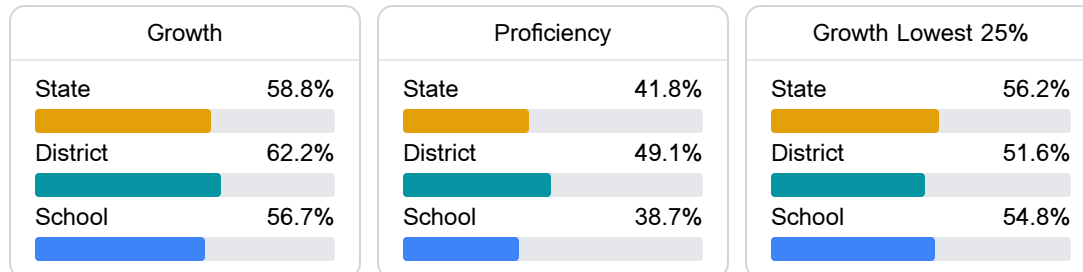 Growth
State 58.8%
District 62.2%
School 56.7%
Proficiency
State 41.8%
District 49.1%
School 38.7%
Growth Lowest 25%
State 56.2%
District 51.6%
School 54.8%